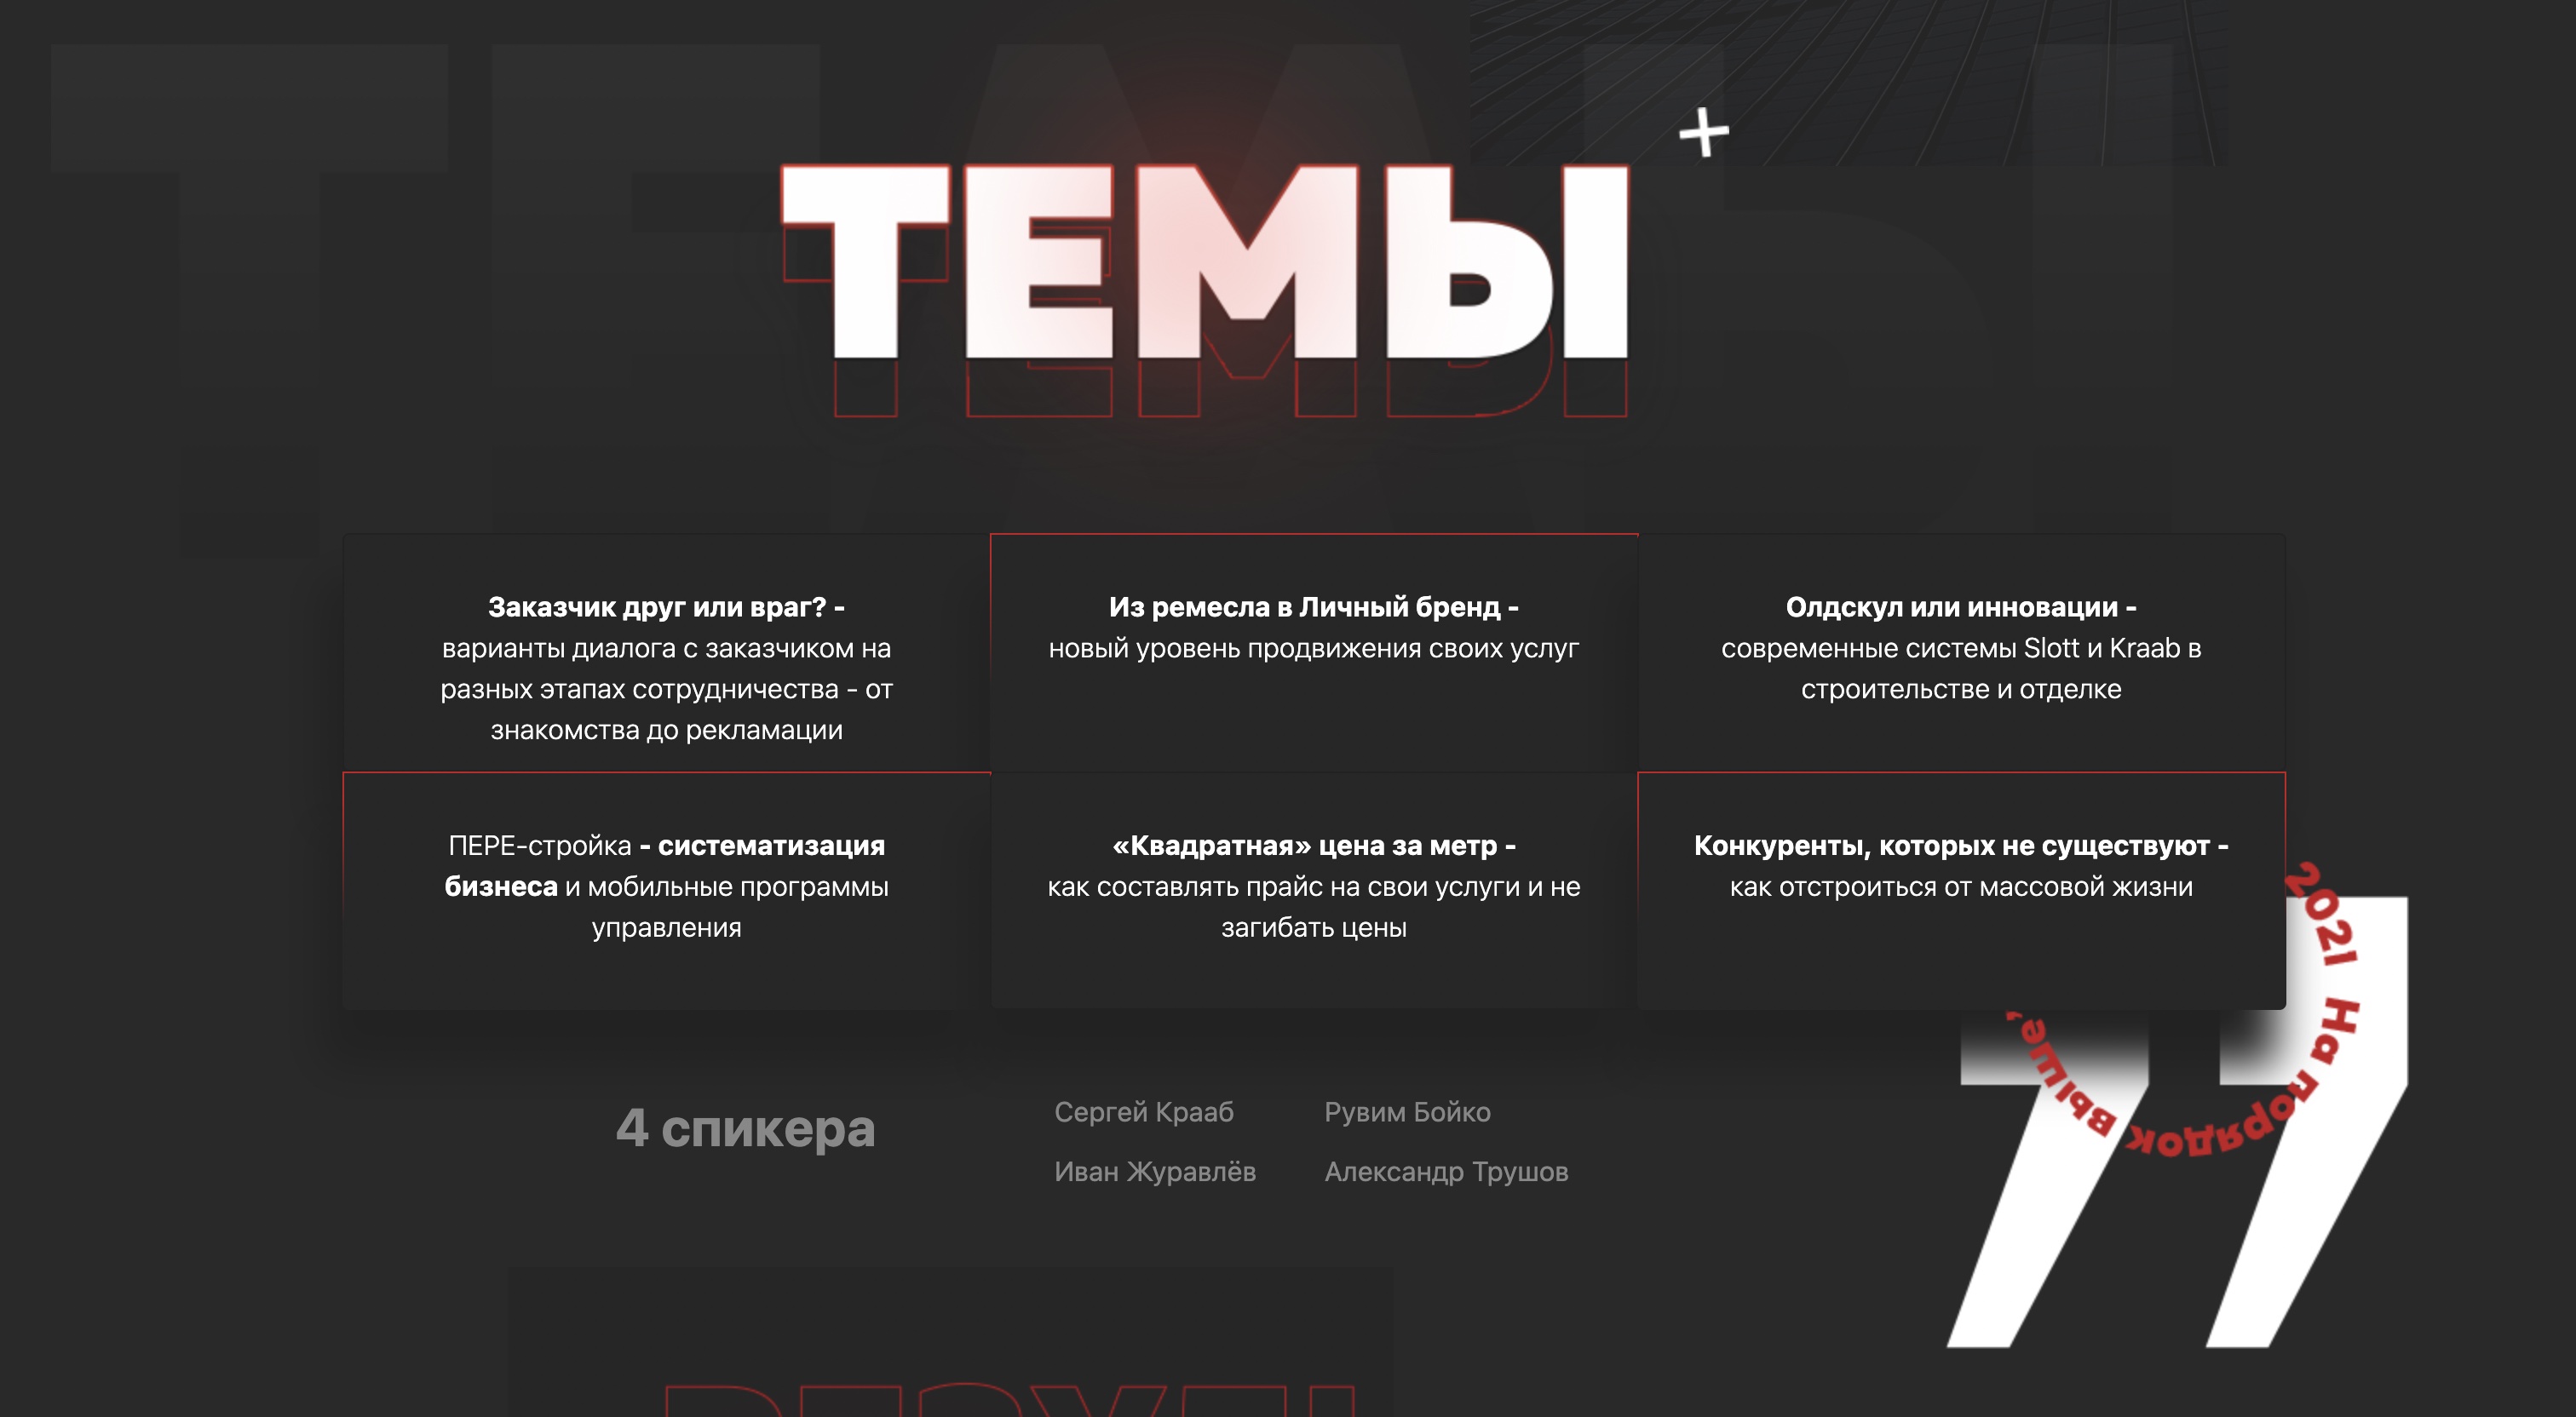 ТЕМЫ
Заказчик друг или враг? -
варианты диалога с заказчиком на
разных этапах сотрудничества - от
знакомства до рекламации
Из ремесла в Личный бренд -
новый уровень продвижения своих услуг
Олдскул или инновации -
современные системы Slott и Kraab в
строительстве и отделке
ПЕРЕ-стройка - систематизация
бизнеса и мобильные программы
управления
«Квадратная» цена за метр -
как составлять прайс на свои услуги и не
загибать цены
Конкуренты, которых не существуют -
как отстроиться от массовой жизни
2021 На порядок выше,
4 спикера
Сергей Крааб
Рувим Бойко
Иван Журавлёв
Александр Трушов